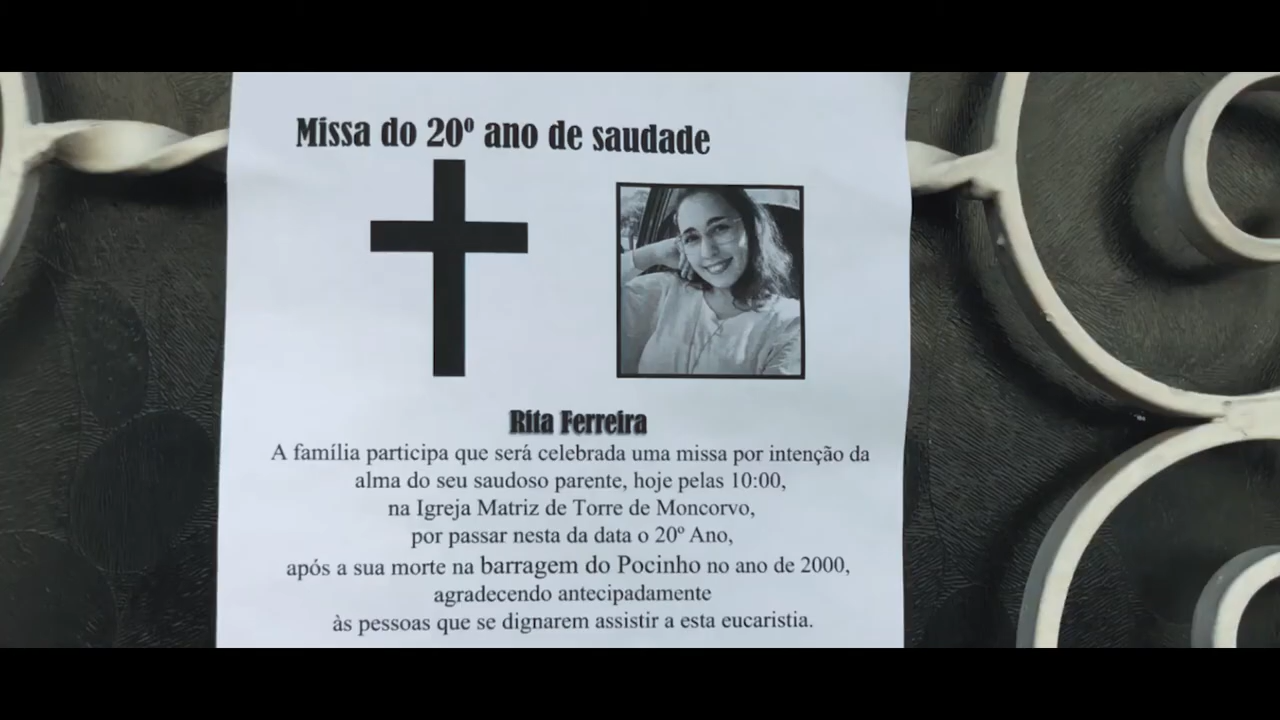 Missa do 20º ano de saudade
Rita Ferreira
A família participa que será celebrada uma missa por intenção da
alma do seu saudoso parente, hoje pelas 10:00,
na Igreja Matriz de Torre de Moncorvo,
por passar nesta da data o 20º Ano,
após a sua morte na barragem do Pocinho no ano de 2000,
agradecendo antecipadamente
às pessoas que se dignarem assistir a esta eucaristia.